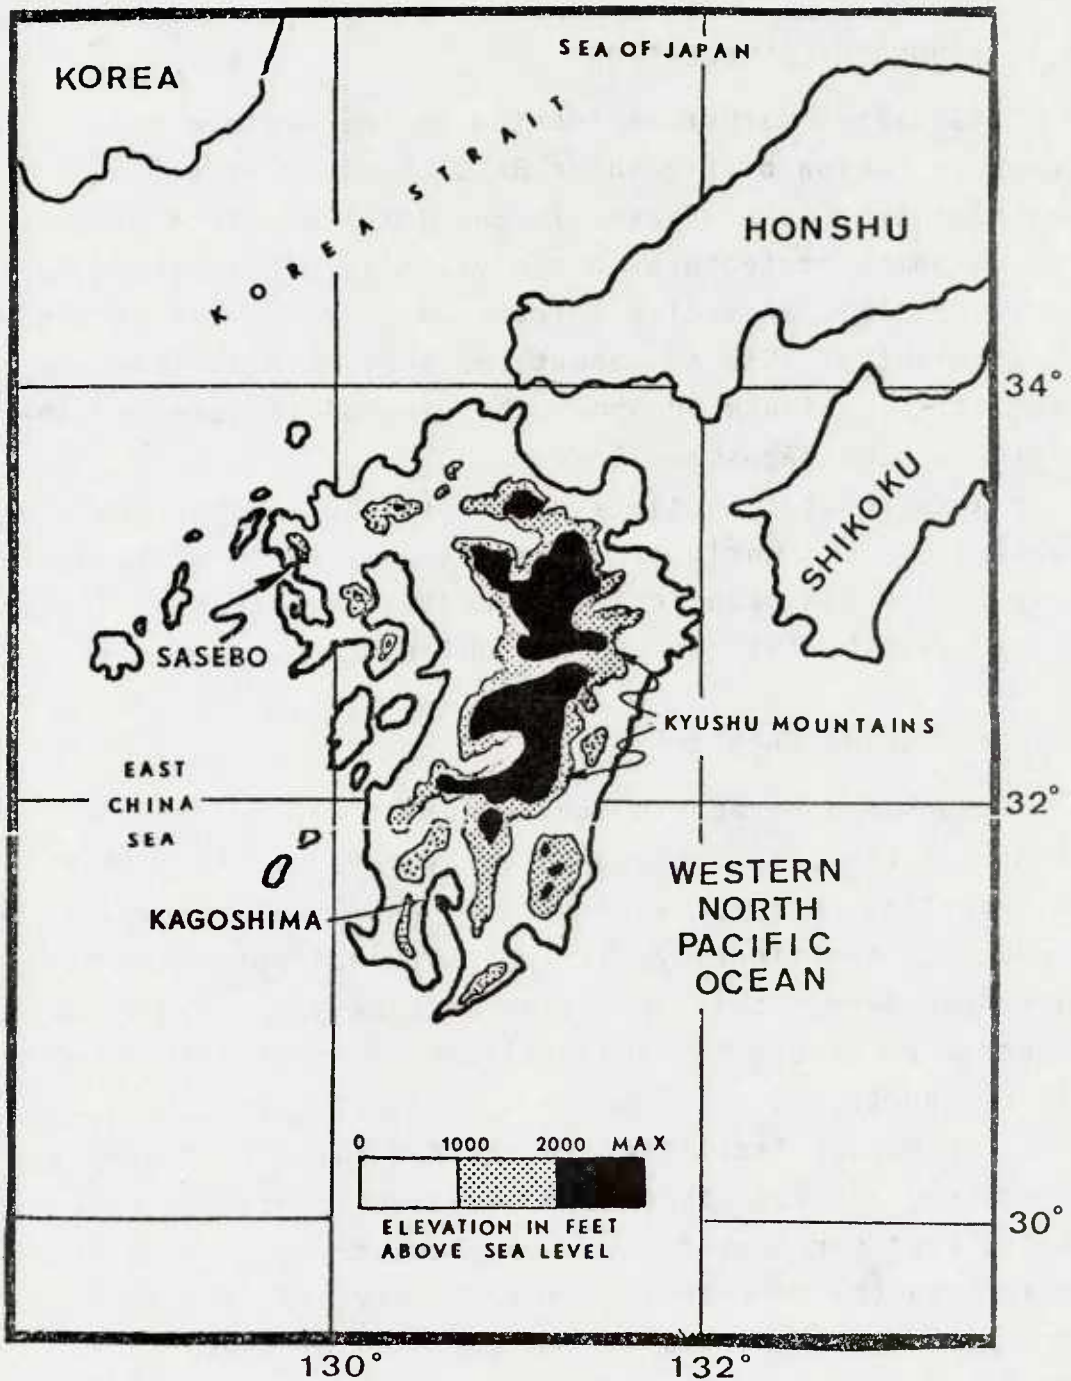 SEA OF JAPAN
KOREA
KOREA STRAIT
HONSHU
34°
SHIKOKU
SASEBO
KYUSHU MOUNTAINS
EAST
CHINA
SEA
32°
WESTERN
NORTH
PACIFIC
OCEAN
KAGOSHIMA
0 1000 2000 MAX
ELEVATION IN FEET
ABOVE SEA LEVEL
30°
130° 132°